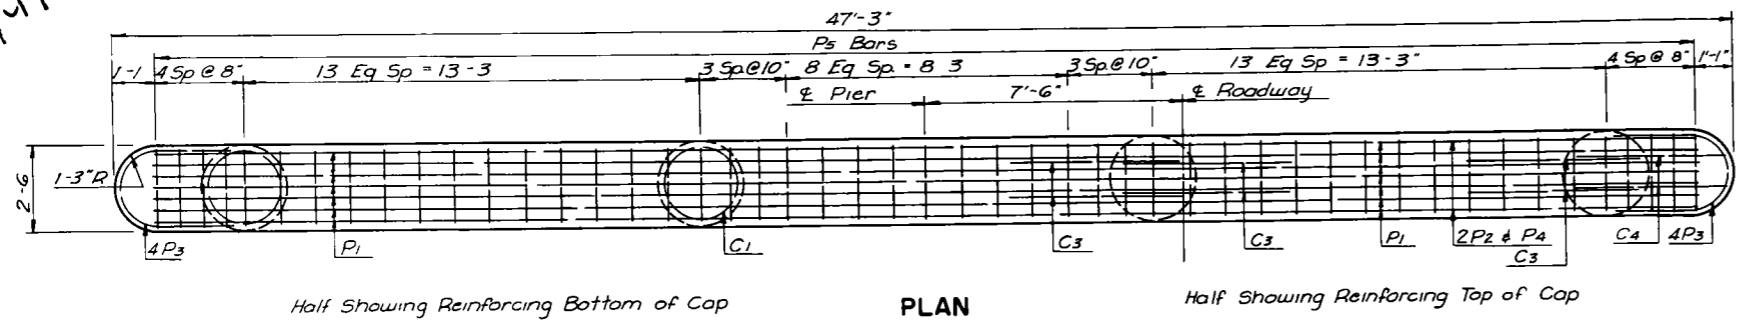 47'-3"
P5 Bars
1-1 4 Sp @ 8" 13 Eq Sp = 13-3 3 Sp.@10" 8 Eq Sp. = 8 3 3 Sp.@10" 13 Eq Sp = 13-3" 4 Sp @ 8" 1'-1"
℄ Pier 7'-6" ℄ Roadway
1-3"R
2-6
4P3 P1 C1 C3 C3 P1 2P2 & P4 C4 4P3
C3
Half Showing Reinforcing Bottom of Cap PLAN Half Showing Reinforcing Top of Cap